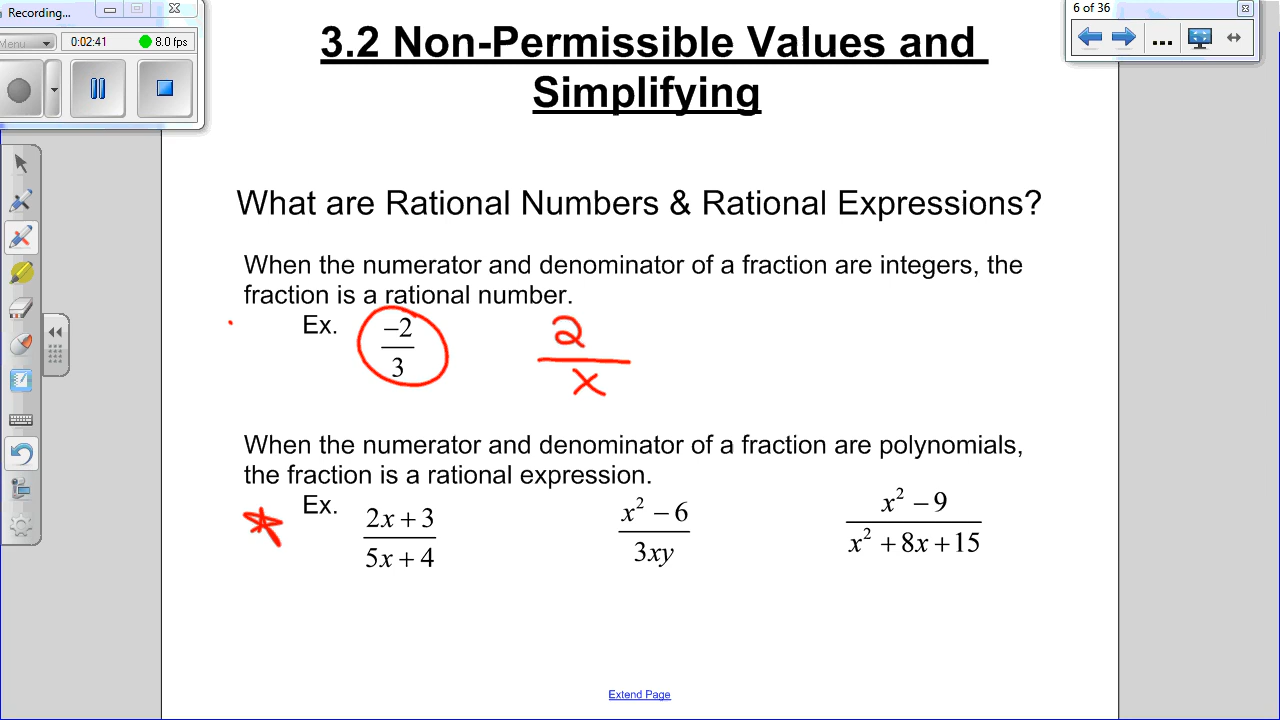 Recording...
6 of 36
Menu
0:02:41
8.0 fps
3.2 Non-Permissible Values and
Simplifying
What are Rational Numbers & Rational Expressions?
When the numerator and denominator of a fraction are integers, the
fraction is a rational number.
Ex.
−2
3
2
x
When the numerator and denominator of a fraction are polynomials,
the fraction is a rational expression.
Ex.
2x + 3
5x + 4
x² − 6
3xy
x² − 9
x² + 8x + 15
Extend Page